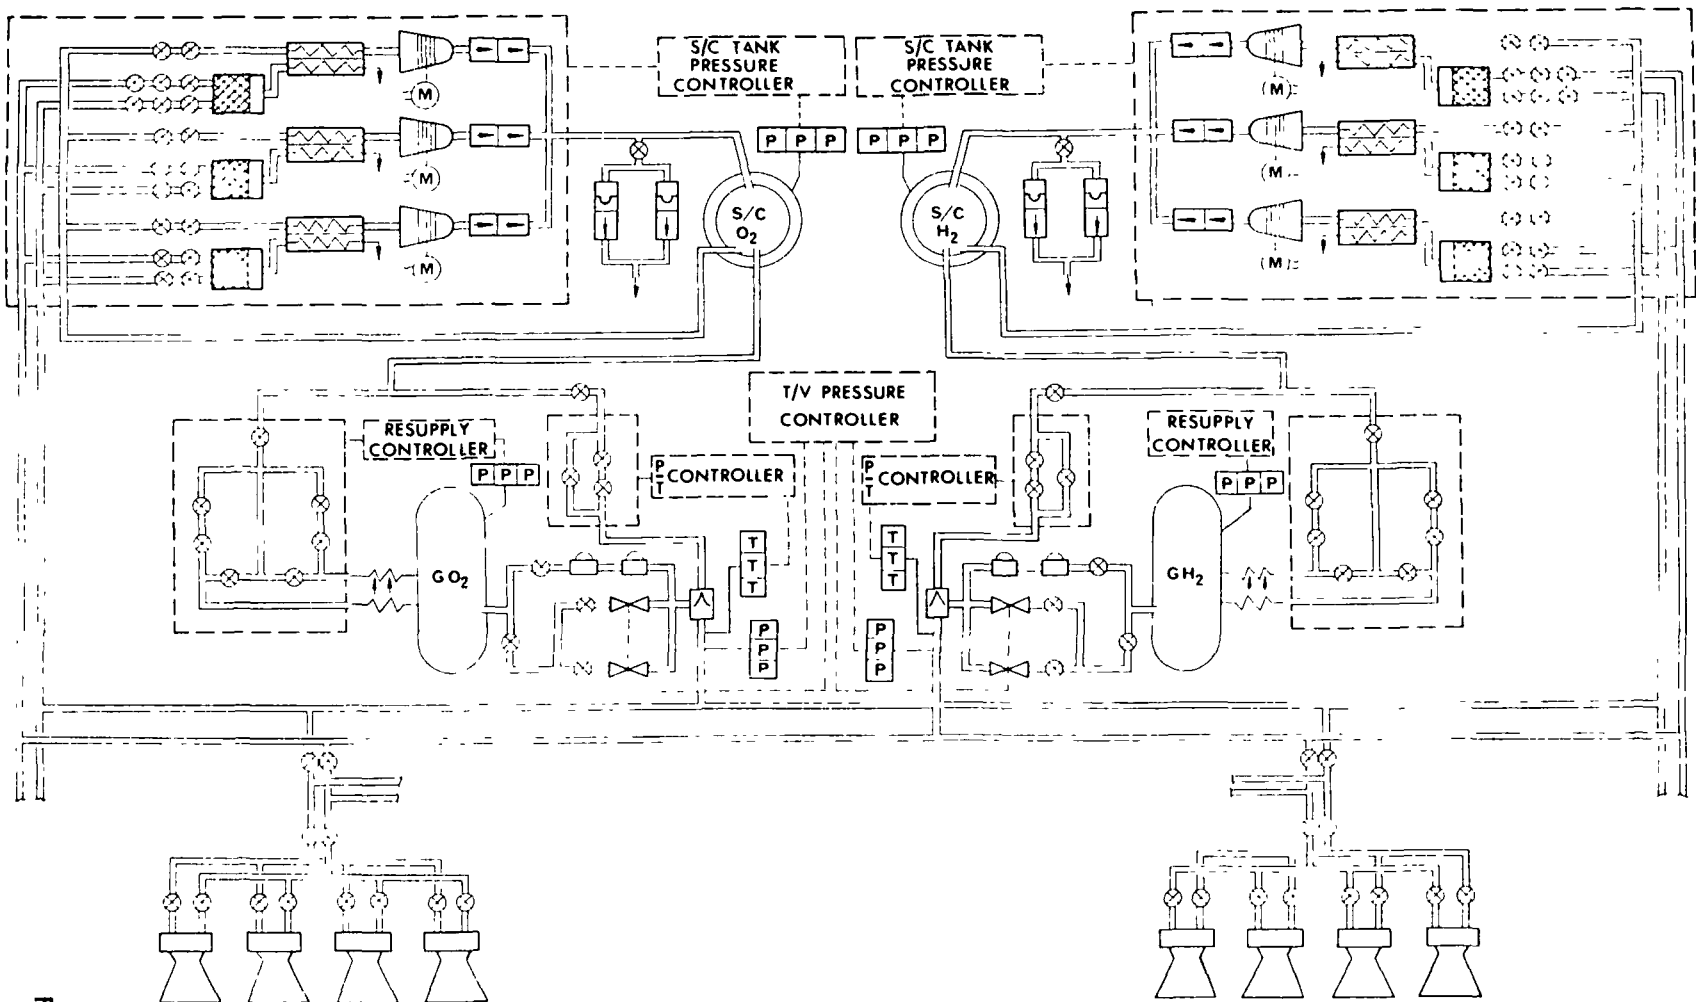 S/C TANK
PRESSURE
CONTROLLER
S/C TANK
PRESSURE
CONTROLLER
P P P
P P P
M
M
M
(M)
(M)
(M)
S/C
O2
S/C
H2
T/V PRESSURE
CONTROLLER
RESUPPLY
CONTROLLER
RESUPPLY
CONTROLLER
P P P
P P P
P
T CONTROLLER
P
T CONTROLLER
T
T
T
T
T
T
GO2
GH2
P
P
P
P
P
P